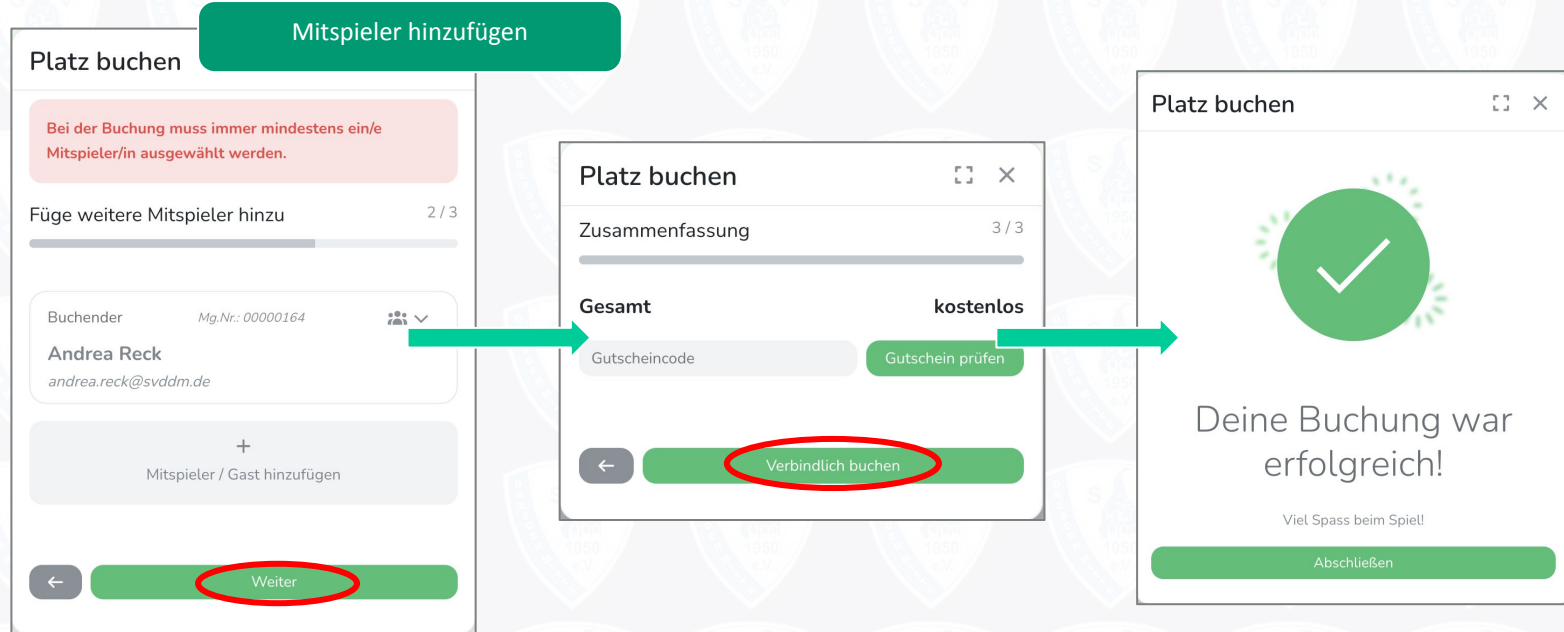 Mitspieler hinzufügen
Platz buchen
Bei der Buchung muss immer mindestens ein/e
Mitspieler/in ausgewählt werden.
Füge weitere Mitspieler hinzu 2 / 3
Buchender Mg.Nr.: 00000164
Andrea Reck
andrea.reck@svddm.de
+
Mitspieler / Gast hinzufügen
Weiter
Platz buchen
Zusammenfassung 3 / 3
Gesamt kostenlos
Gutscheincode Gutschein prüfen
Verbindlich buchen
Platz buchen
Deine Buchung war
erfolgreich!
Viel Spass beim Spiel!
Abschließen